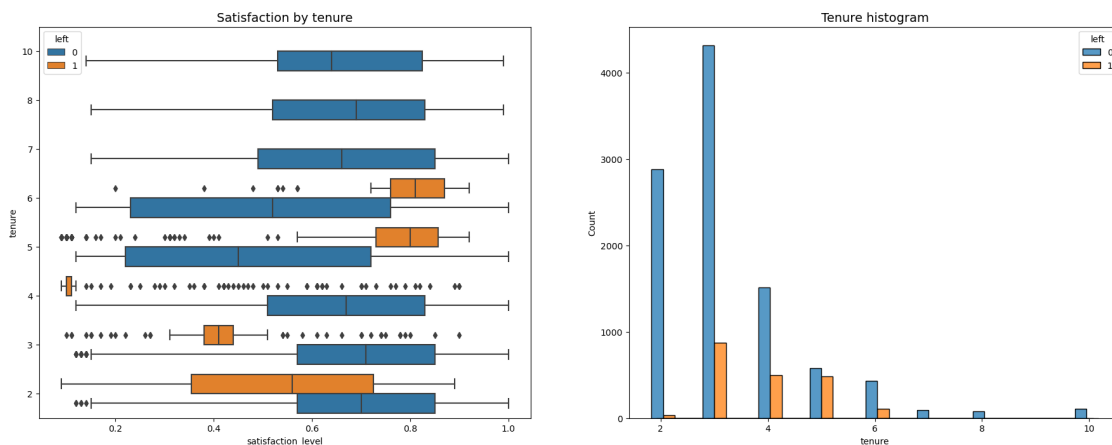 Satisfaction by tenure
left
0
1
10
8
7
6
5
4
3
2
tenure
0.2 0.4 0.6 0.8 1.0
satisfaction_level
Tenure histogram
left
0
1
4000
3000
2000
1000
0
Count
2 4 6 8 10
tenure